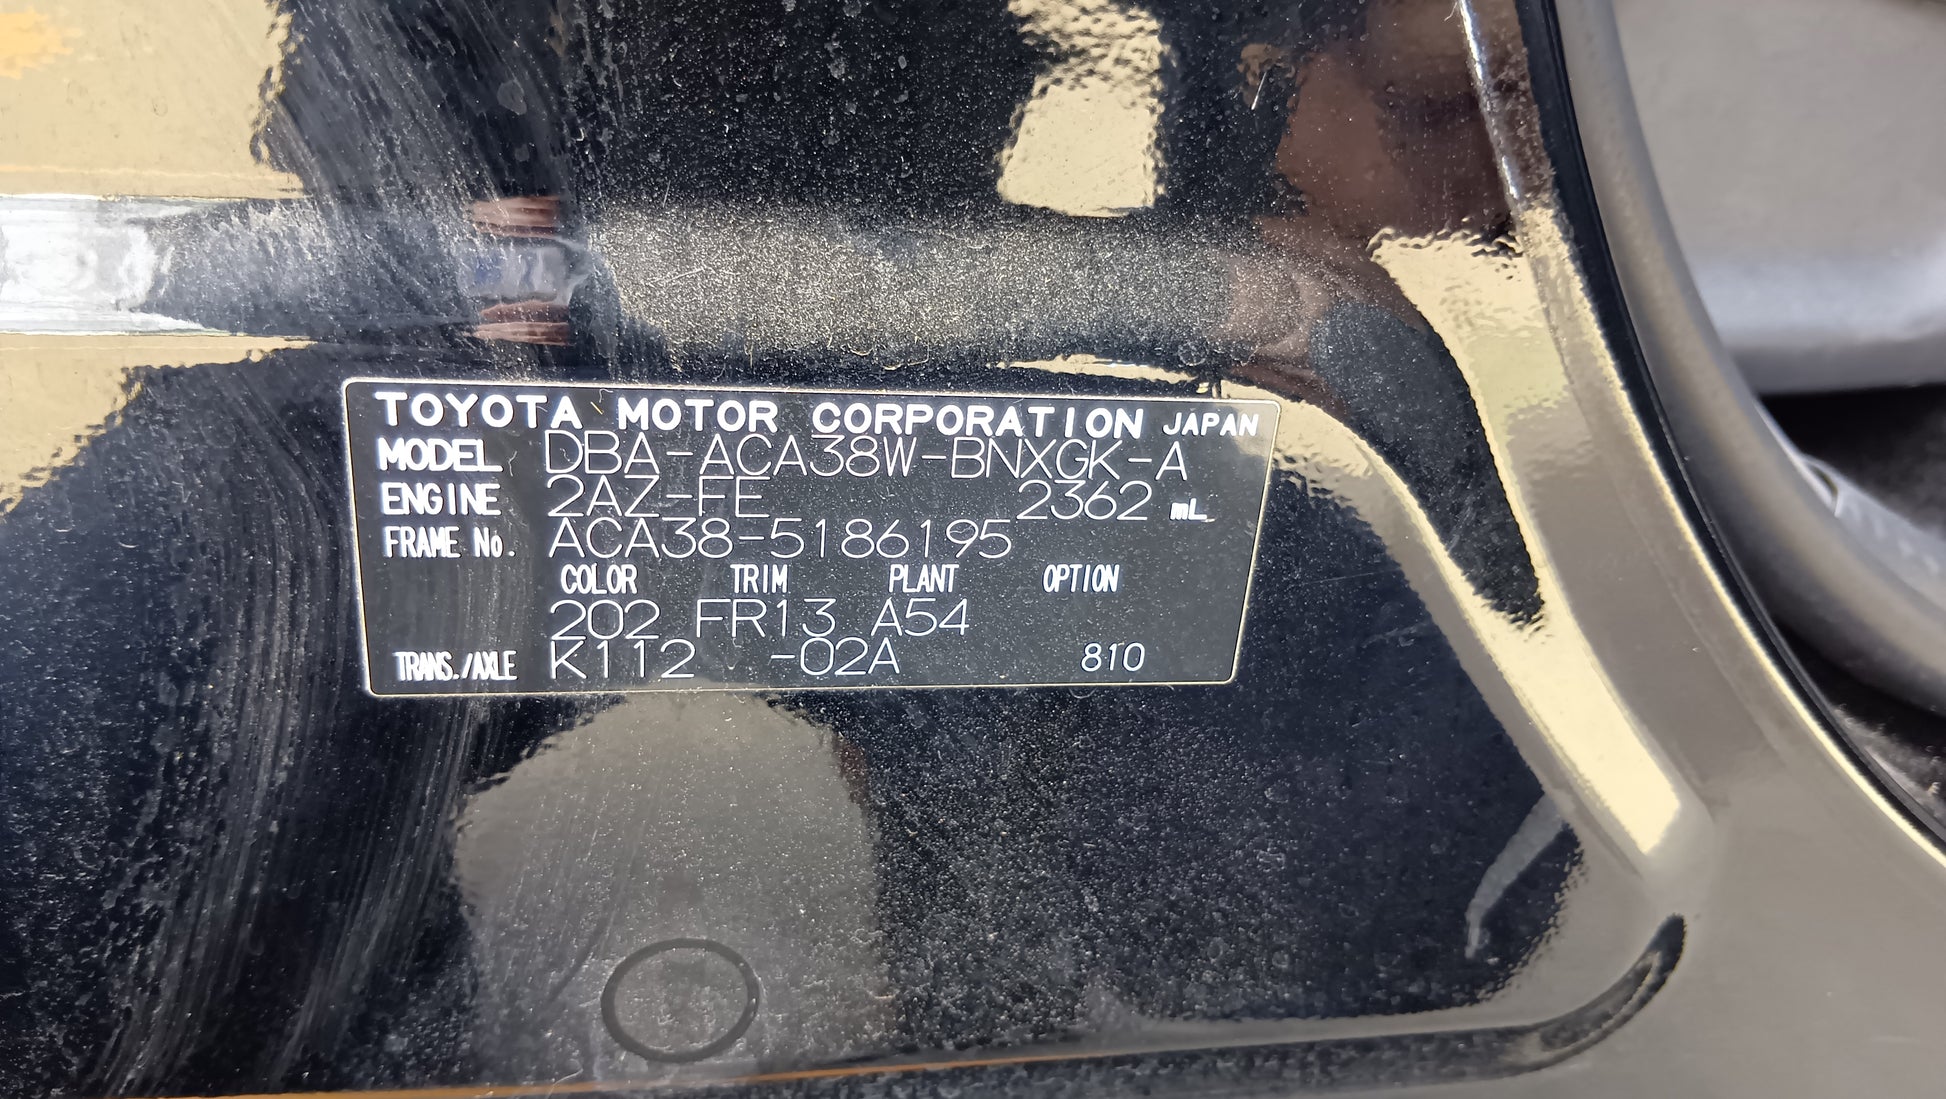 TOYOTA MOTOR CORPORATION JAPAN
MODEL DBA-ACA38W-BNXGK-A
ENGINE 2AZ-FE 2362 mL
FRAME No. ACA38-5186195
COLOR TRIM PLANT OPTION
202 FR13 A54
TRANS./AXLE K112 -02A 810